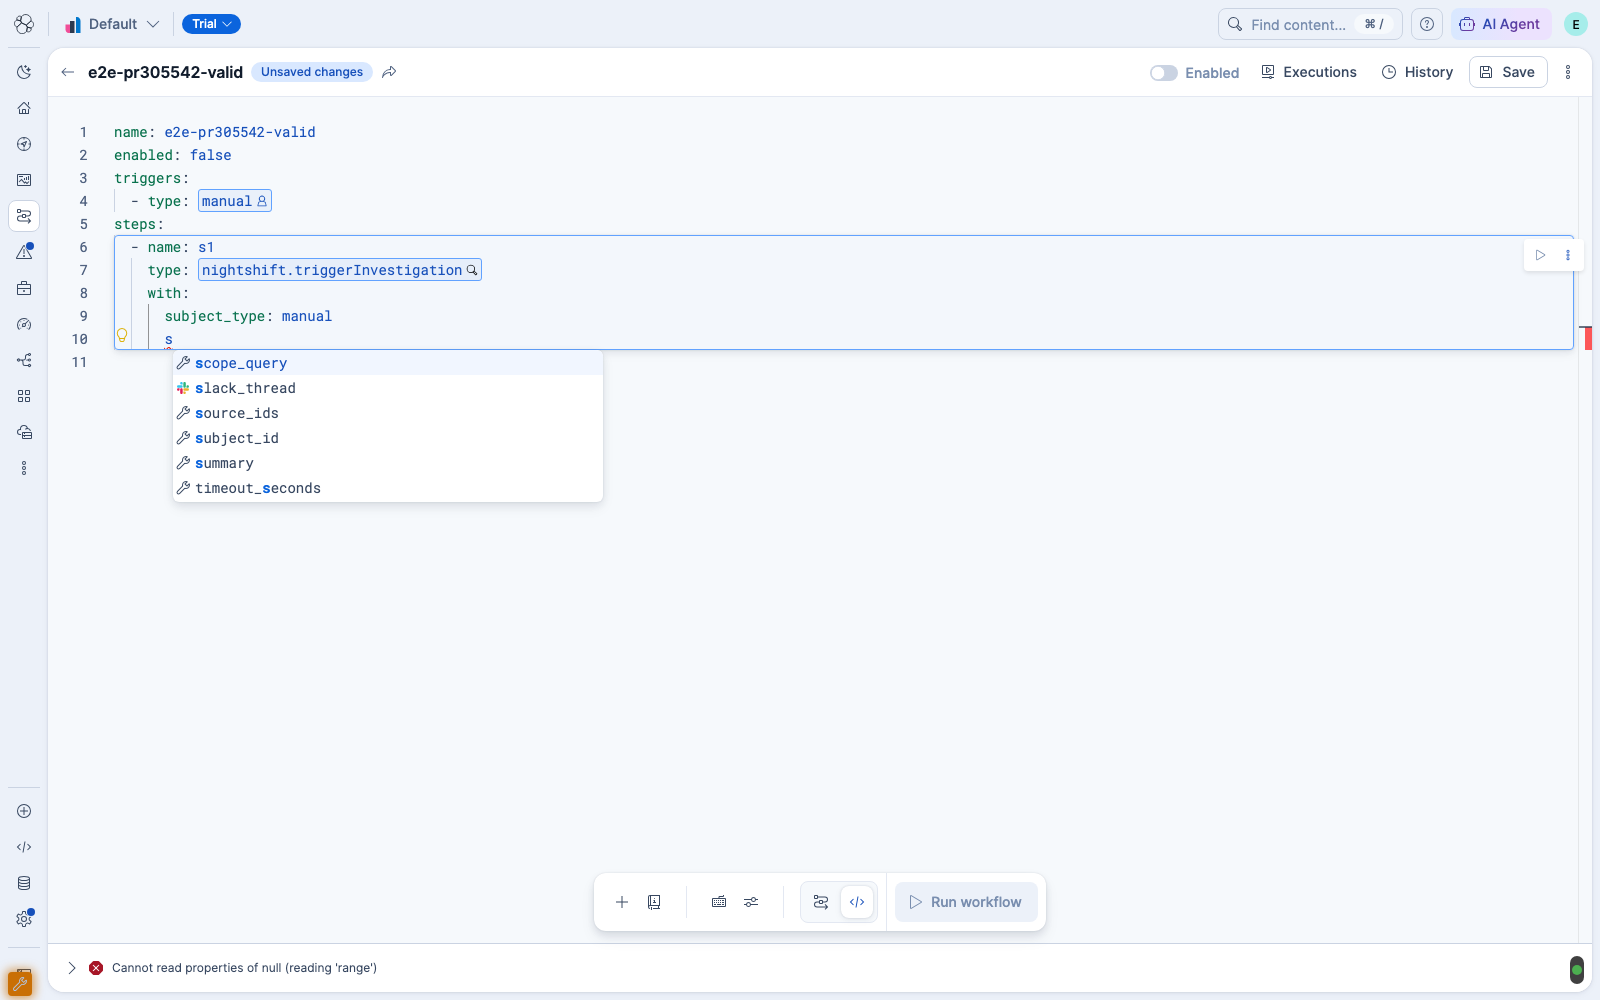 Default
Trial
Find content...
⌘ /
AI Agent
E
e2e-pr305542-valid
Unsaved changes
Enabled
Executions
History
Save
1 name: e2e-pr305542-valid
2 enabled: false
3 triggers:
4 - type: manual
5 steps:
6 - name: s1
7 type: nightshift.triggerInvestigation
8 with:
9 subject_type: manual
10 s
11
scope_query
slack_thread
source_ids
subject_id
summary
timeout_seconds
Run workflow
Cannot read properties of null (reading 'range')